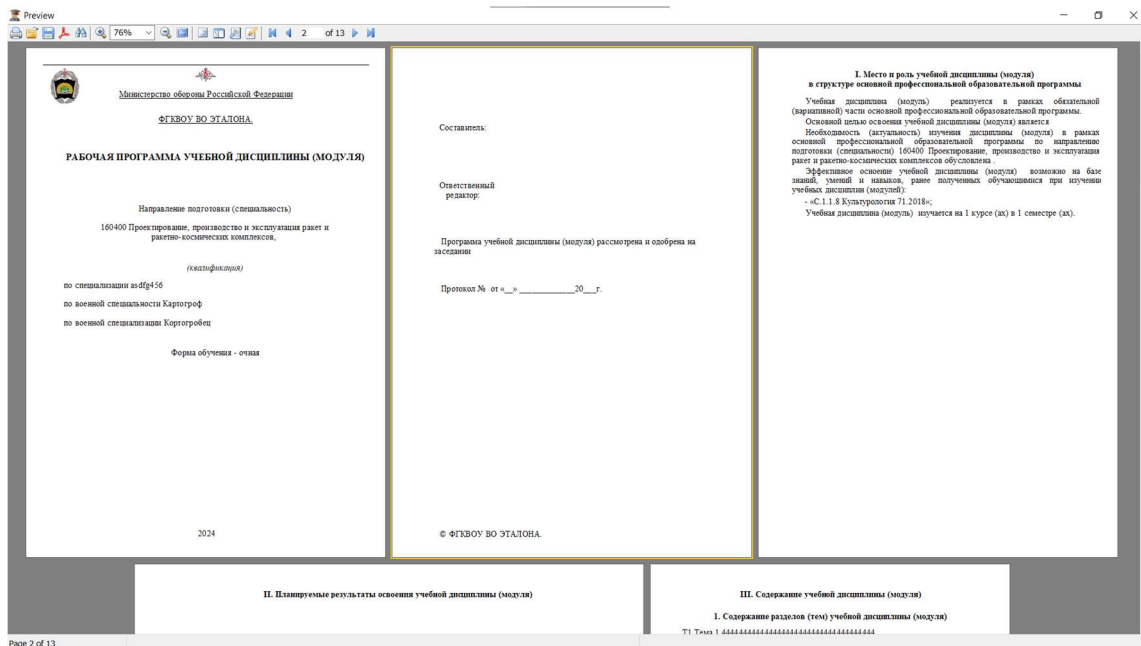 Preview
76%
2 of 13
Министерство обороны Российской Федерации
ФГКВОУ ВО ЭТАЛОНА.
РАБОЧАЯ ПРОГРАММА УЧЕБНОЙ ДИСЦИПЛИНЫ (МОДУЛЯ)
Направление подготовки (специальность)
160400 Проектирование, производство и эксплуатация ракет и
ракетно-космических комплексов,
(квалификация)
по специализации asdfg456
по военной специальности Картогроф
по военной специализации Кортогробец
Форма обучения - очная
2024
Составитель:
Ответственный
редактор:
Программа учебной дисциплины (модуля) рассмотрена и одобрена на
заседании
Протокол № от «__» ______________20___г.
© ФГКВОУ ВО ЭТАЛОНА.
I. Место и роль учебной дисциплины (модуля)
в структуре основной профессиональной образовательной программы
Учебная дисциплина (модуль) реализуется в рамках обязательной
(вариативной) части основной профессиональной образовательной программы.
Основной целью освоения учебной дисциплины (модуля) является
Необходимость (актуальность) изучения дисциплины (модуля) в рамках
основной профессиональной образовательной программы по направлению
подготовки (специальности) 160400 Проектирование, производство и эксплуатация
ракет и ракетно-космических комплексов обусловлена .
Эффективное освоение учебной дисциплины (модуля) возможно на базе
знаний, умений и навыков, ранее полученных обучающимися при изучении
учебных дисциплин (модулей):
- «С.1.1.8 Культурология 71.2018»;
Учебная дисциплина (модуль) изучается на 1 курсе (ах) в 1 семестре (ах).
II. Планируемые результаты освоения учебной дисциплины (модуля)
III. Содержание учебной дисциплины (модуля)
1. Содержание разделов (тем) учебной дисциплины (модуля)
Page 2 of 13